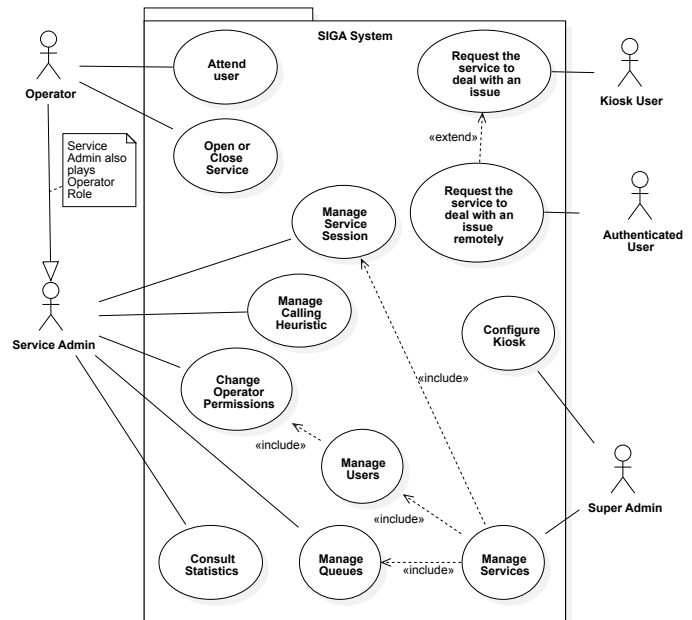 SIGA System
Attend
user
Request the
service to
deal with an
issue
Operator
Kiosk User
«extend»
Service
Admin also
plays
Operator
Role
Open or
Close
Service
Request the
service to
deal with an
issue
remotely
Manage
Service
Session
Authenticated
User
Manage
Calling
Heuristic
Service Admin
Configure
Kiosk
Change
Operator
Permissions
«include»
«include»
Manage
Users
Super Admin
«include»
Consult
Statistics
Manage
Queues
«include»
Manage
Services